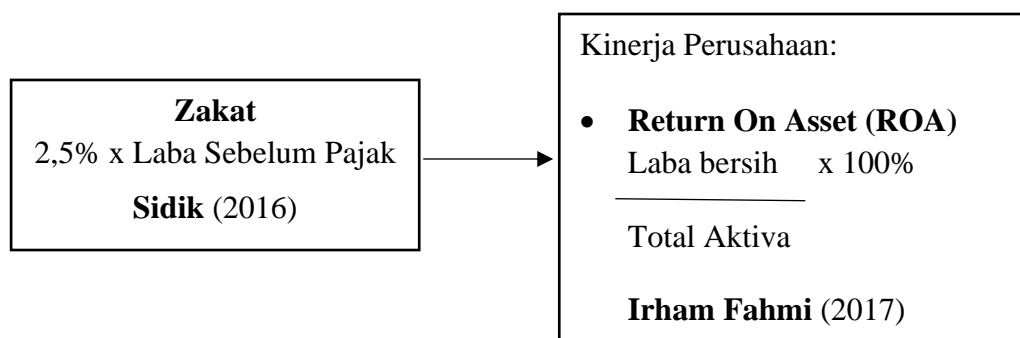 Zakat
2,5% x Laba Sebelum Pajak
Sidik (2016)
Kinerja Perusahaan:
• Return On Asset (ROA)
Laba bersih x 100%
Total Aktiva
Irham Fahmi (2017)